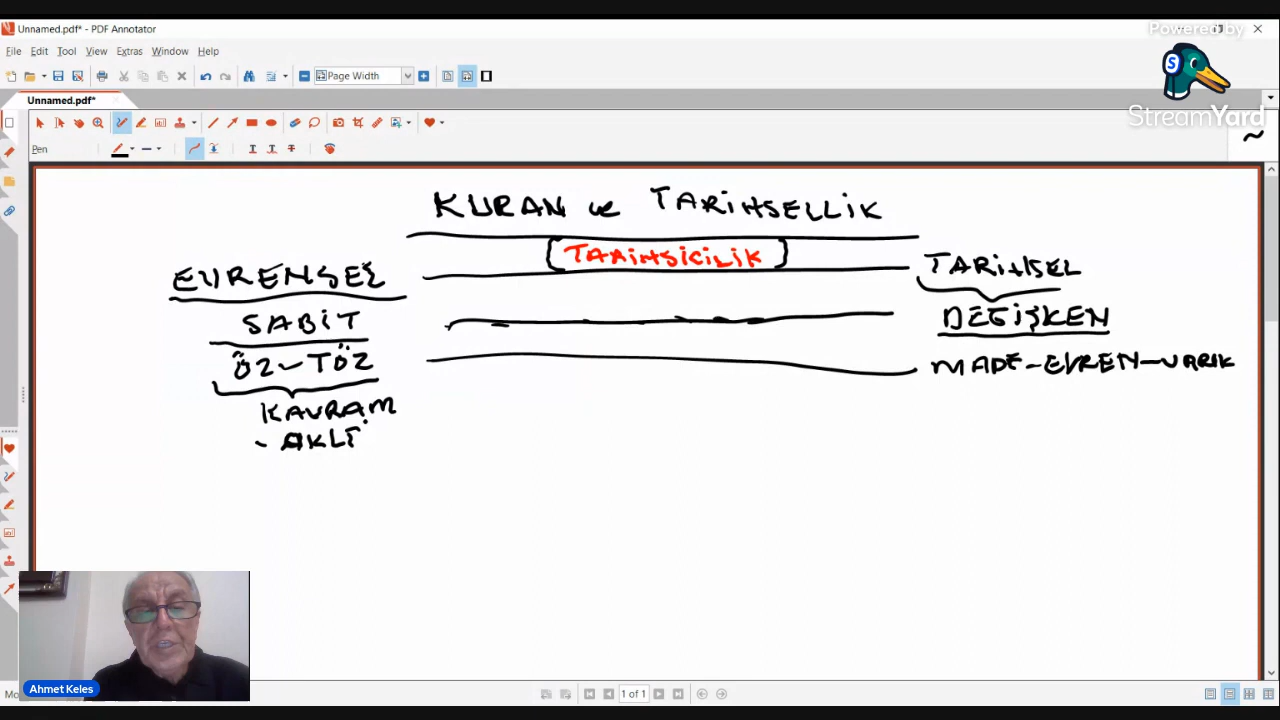 Unnamed.pdf* - PDF Annotator
Powered by
File Edit Tool View Extras Window Help
Page Width
StreamYard
Unnamed.pdf*
Pen
KURAN ve TARİHSELLİK
[TARİHSİCİLİK]
EVRENSEL
TARİHSEL
SABİT
DEĞİŞKEN
ÖZ-TÖZ
MADE-EVREN-VARIK
KAVRAM
- AKLİ
Ahmet Keles
1 of 1